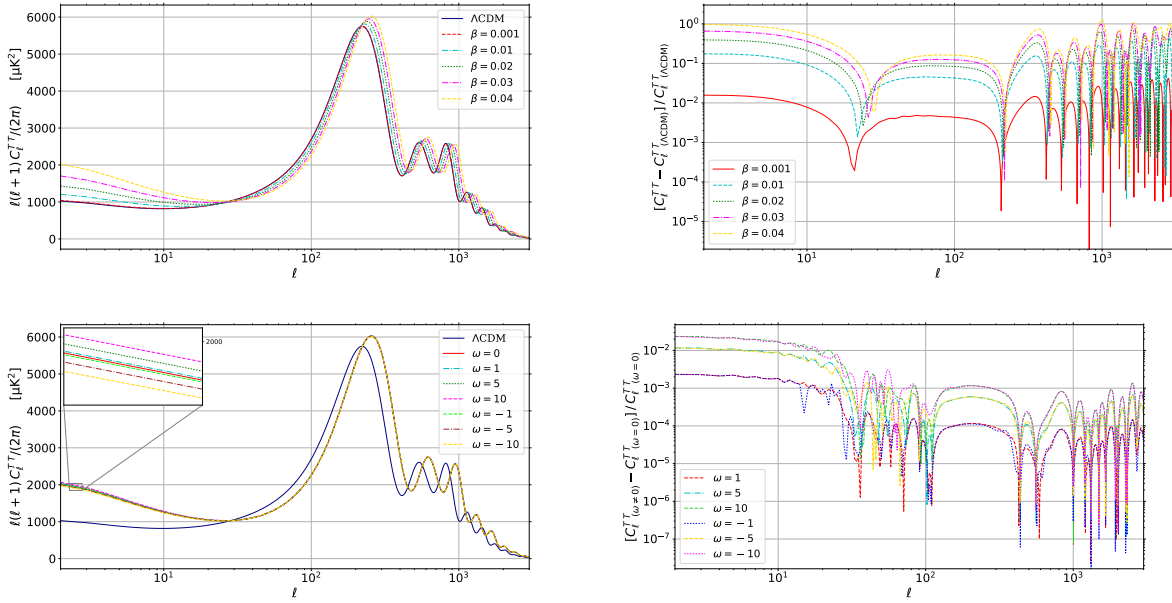 6000
5000
4000
3000
2000
1000
0
ℓ(ℓ + 1) C_ℓ^{TT}/(2π) [μK²]
10¹ 10² 10³
ℓ
ΛCDM
β = 0.001
β = 0.01
β = 0.02
β = 0.03
β = 0.04
10⁰
10⁻¹
10⁻²
10⁻³
10⁻⁴
10⁻⁵
[C_ℓ^{TT} − C_ℓ^{TT}_{(ΛCDM)}] / C_ℓ^{TT}_{(ΛCDM)}
10¹ 10² 10³
ℓ
β = 0.001
β = 0.01
β = 0.02
β = 0.03
β = 0.04
6000
5000
4000
3000
2000
1000
0
ℓ(ℓ + 1) C_ℓ^{TT}/(2π) [μK²]
2000
10¹ 10² 10³
ℓ
ΛCDM
ω = 0
ω = 1
ω = 5
ω = 10
ω = −1
ω = −5
ω = −10
10⁻²
10⁻³
10⁻⁴
10⁻⁵
10⁻⁶
10⁻⁷
[C_ℓ^{TT}_{(ω≠0)} − C_ℓ^{TT}_{(ω=0)}] / C_ℓ^{TT}_{(ω=0)}
10¹ 10² 10³
ℓ
ω = 1
ω = 5
ω = 10
ω = −1
ω = −5
ω = −10